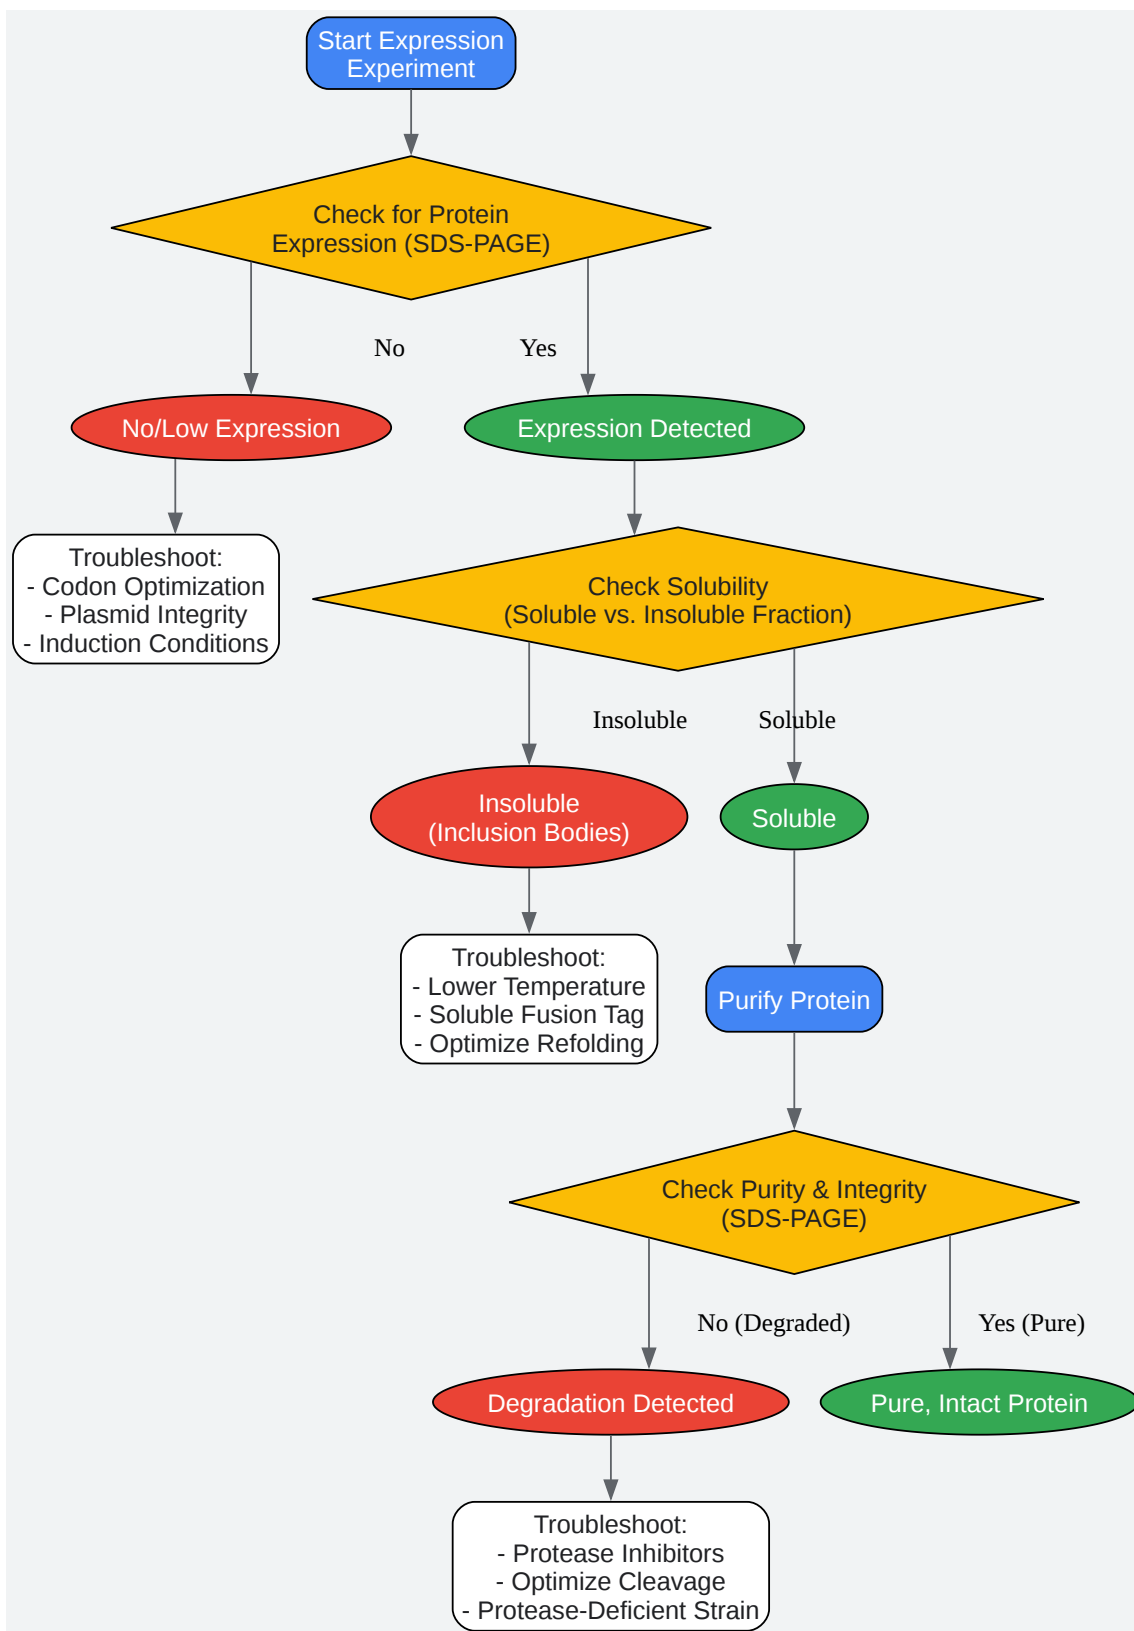 Start Expression
Experiment
Check for Protein
Expression (SDS-PAGE)
No
Yes
No/Low Expression
Expression Detected
Troubleshoot:
- Codon Optimization
- Plasmid Integrity
- Induction Conditions
Check Solubility
(Soluble vs. Insoluble Fraction)
Insoluble
Soluble
Insoluble
(Inclusion Bodies)
Soluble
Troubleshoot:
- Lower Temperature
- Soluble Fusion Tag
- Optimize Refolding
Purify Protein
Check Purity & Integrity
(SDS-PAGE)
No (Degraded)
Yes (Pure)
Degradation Detected
Pure, Intact Protein
Troubleshoot:
- Protease Inhibitors
- Optimize Cleavage
- Protease-Deficient Strain